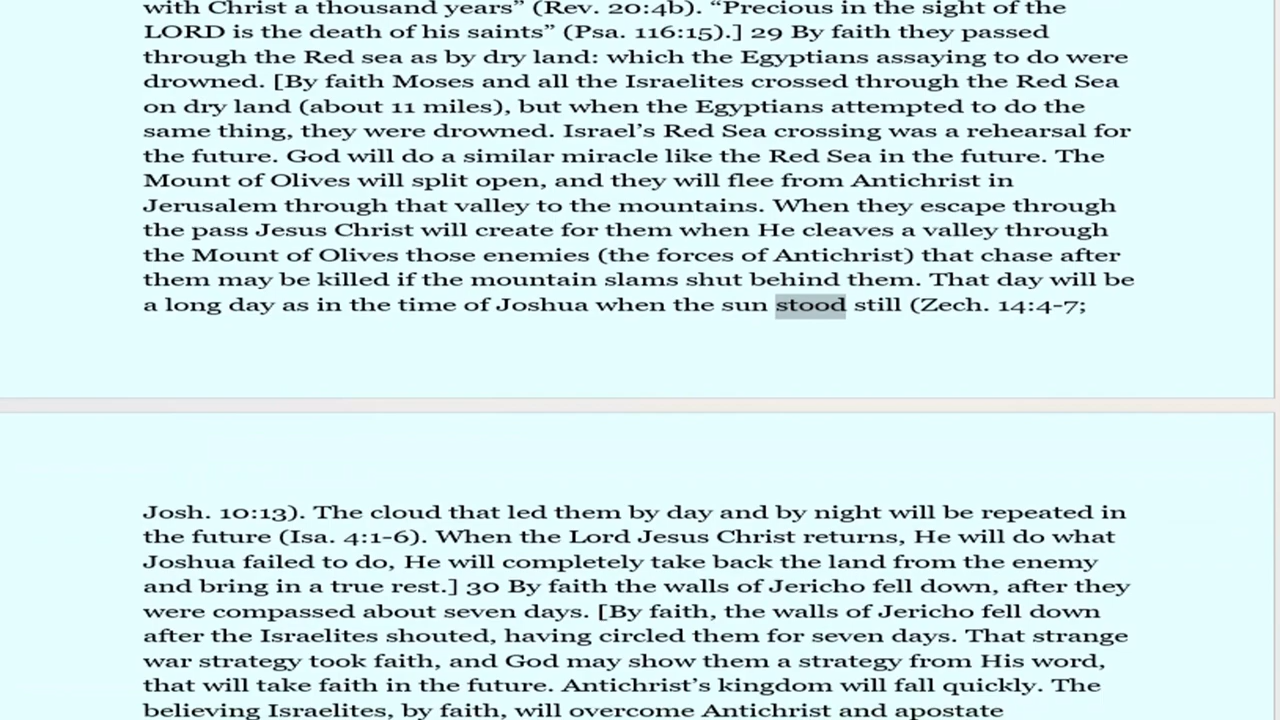 with Christ a thousand years” (Rev. 20:4b). “Precious in the sight of the
LORD is the death of his saints” (Psa. 116:15).] 29 By faith they passed
through the Red sea as by dry land: which the Egyptians assaying to do were
drowned. [By faith Moses and all the Israelites crossed through the Red Sea
on dry land (about 11 miles), but when the Egyptians attempted to do the
same thing, they were drowned. Israel’s Red Sea crossing was a rehearsal for
the future. God will do a similar miracle like the Red Sea in the future. The
Mount of Olives will split open, and they will flee from Antichrist in
Jerusalem through that valley to the mountains. When they escape through
the pass Jesus Christ will create for them when He cleaves a valley through
the Mount of Olives those enemies (the forces of Antichrist) that chase after
them may be killed if the mountain slams shut behind them. That day will be
a long day as in the time of Joshua when the sun stood still (Zech. 14:4-7;
Josh. 10:13). The cloud that led them by day and by night will be repeated in
the future (Isa. 4:1-6). When the Lord Jesus Christ returns, He will do what
Joshua failed to do, He will completely take back the land from the enemy
and bring in a true rest.] 30 By faith the walls of Jericho fell down, after they
were compassed about seven days. [By faith, the walls of Jericho fell down
after the Israelites shouted, having circled them for seven days. That strange
war strategy took faith, and God may show them a strategy from His word,
that will take faith in the future. Antichrist’s kingdom will fall quickly. The
believing Israelites, by faith, will overcome Antichrist and apostate